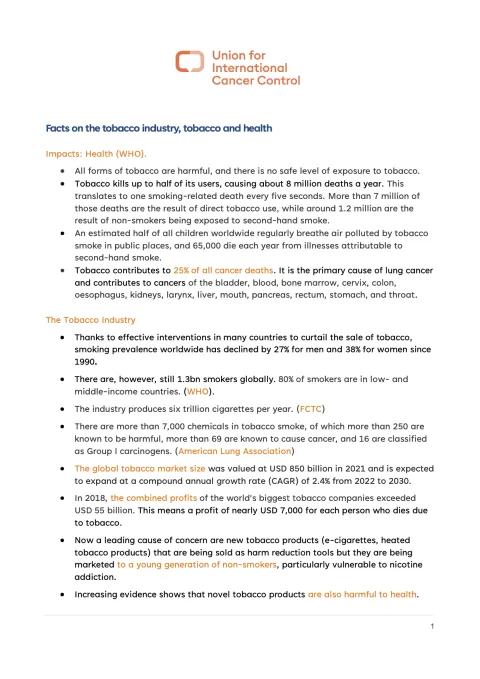 Union for
International
Cancer Control
Facts on the tobacco industry, tobacco and health
Impacts: Health (WHO).
● All forms of tobacco are harmful, and there is no safe level of exposure to tobacco.
● Tobacco kills up to half of its users, causing about 8 million deaths a year. This
translates to one smoking-related death every five seconds. More than 7 million of
those deaths are the result of direct tobacco use, while around 1.2 million are the
result of non-smokers being exposed to second-hand smoke.
● An estimated half of all children worldwide regularly breathe air polluted by tobacco
smoke in public places, and 65,000 die each year from illnesses attributable to
second-hand smoke.
● Tobacco contributes to 25% of all cancer deaths. It is the primary cause of lung cancer
and contributes to cancers of the bladder, blood, bone marrow, cervix, colon,
oesophagus, kidneys, larynx, liver, mouth, pancreas, rectum, stomach, and throat.
The Tobacco industry
● Thanks to effective interventions in many countries to curtail the sale of tobacco,
smoking prevalence worldwide has declined by 27% for men and 38% for women since
1990.
● There are, however, still 1.3bn smokers globally. 80% of smokers are in low- and
middle-income countries. (WHO).
● The industry produces six trillion cigarettes per year. (FCTC)
● There are more than 7,000 chemicals in tobacco smoke, of which more than 250 are
known to be harmful, more than 69 are known to cause cancer, and 16 are classified
as Group I carcinogens. (American Lung Association)
● The global tobacco market size was valued at USD 850 billion in 2021 and is expected
to expand at a compound annual growth rate (CAGR) of 2.4% from 2022 to 2030.
● In 2018, the combined profits of the world's biggest tobacco companies exceeded
USD 55 billion. This means a profit of nearly USD 7,000 for each person who dies due
to tobacco.
● Now a leading cause of concern are new tobacco products (e-cigarettes, heated
tobacco products) that are being sold as harm reduction tools but they are being
marketed to a young generation of non-smokers, particularly vulnerable to nicotine
addiction.
● Increasing evidence shows that novel tobacco products are also harmful to health.
1